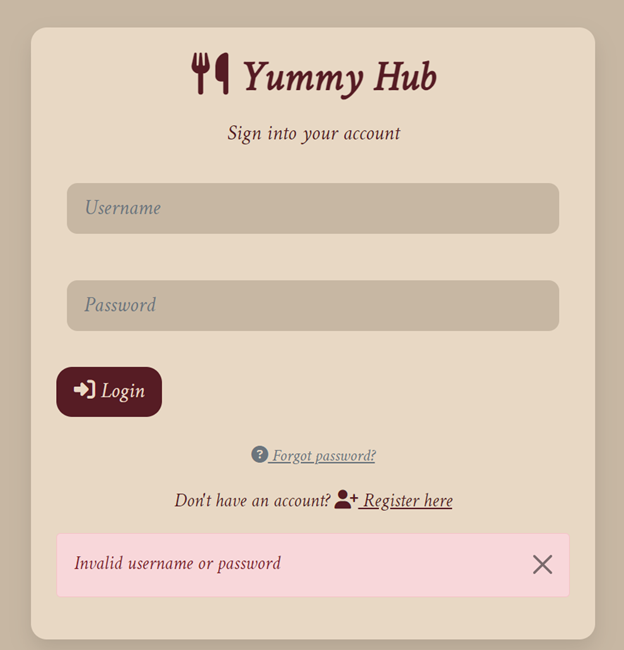 Yummy Hub
Sign into your account
Username
Password
Login
Forgot password?
Don't have an account? Register here
Invalid username or password